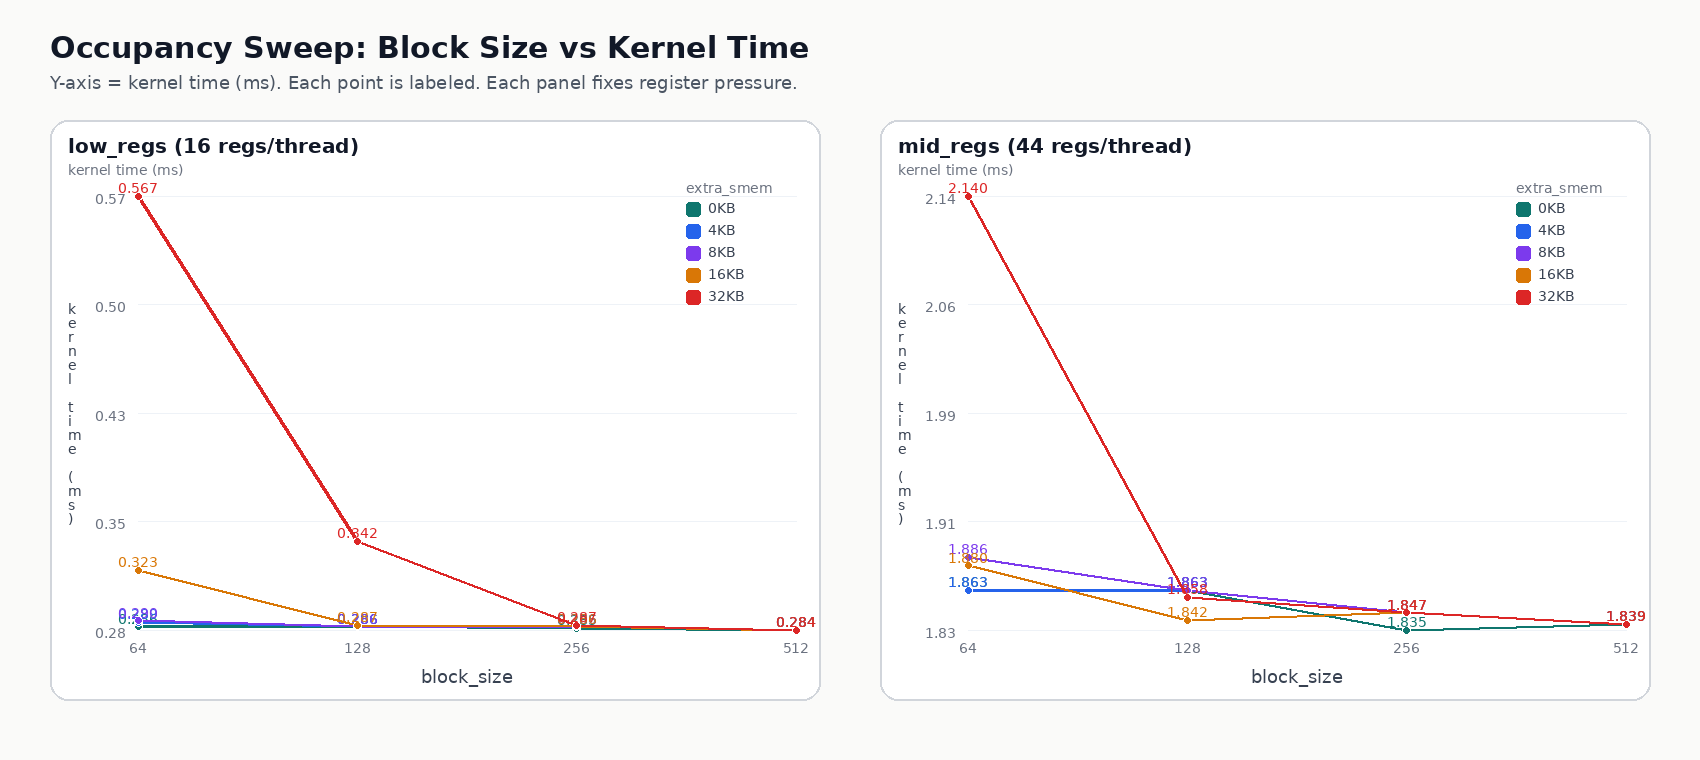 Occupancy Sweep: Block Size vs Kernel Time
Y-axis = kernel time (ms). Each point is labeled. Each panel fixes register pressure.
low_regs (16 regs/thread)
kernel time (ms)
0.567
0.57
0.50
0.43
0.35
0.28
kernel time (ms)
extra_smem
0KB
4KB
8KB
16KB
32KB
0.342
0.323
0.290
0.287
0.284
64
128
256
512
block_size
mid_regs (44 regs/thread)
kernel time (ms)
2.140
2.14
2.06
1.99
1.91
1.83
kernel time (ms)
extra_smem
0KB
4KB
8KB
16KB
32KB
1.886
1.863
1.863
1.842
1.847
1.835
1.839
64
128
256
512
block_size